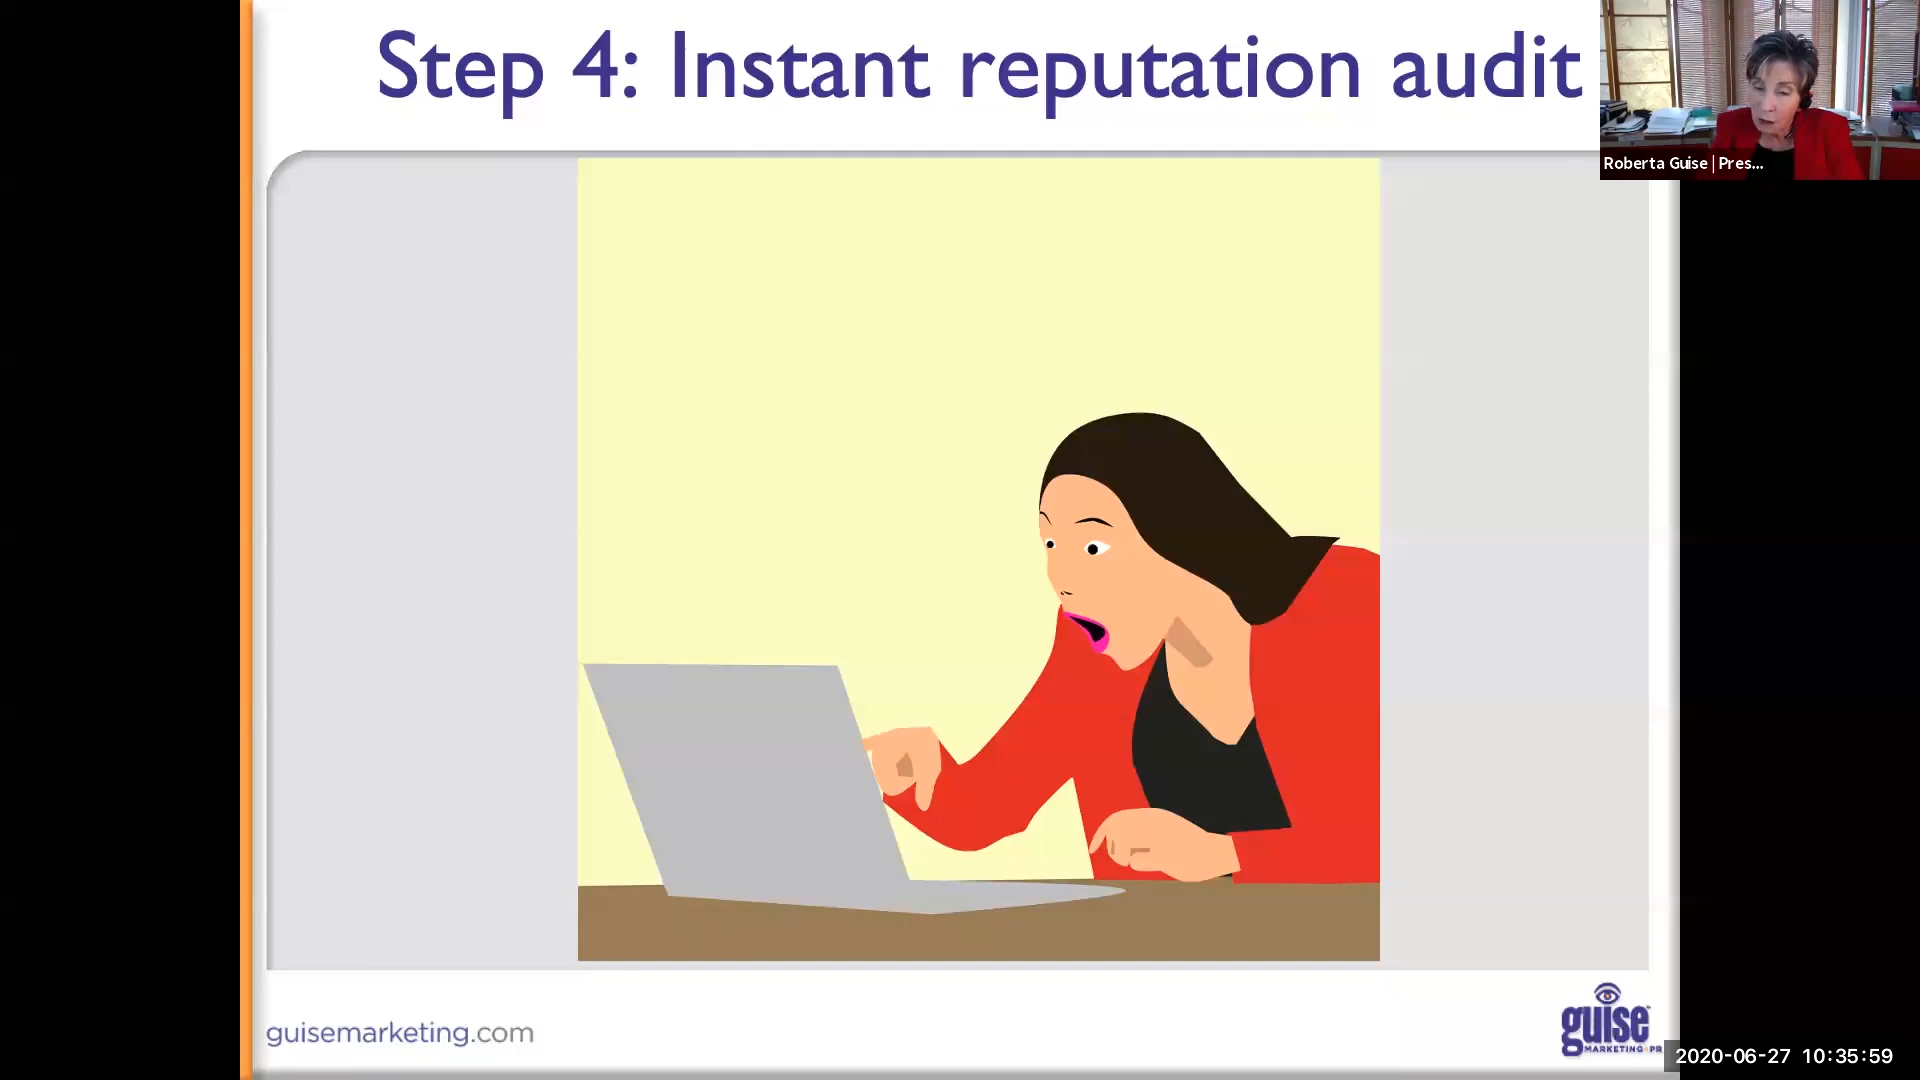 Step 4: Instant reputation audit
Roberta Guise | Pres...
guisemarketing.com
guise
MARKETING+PR
2020-06-27 10:35:59